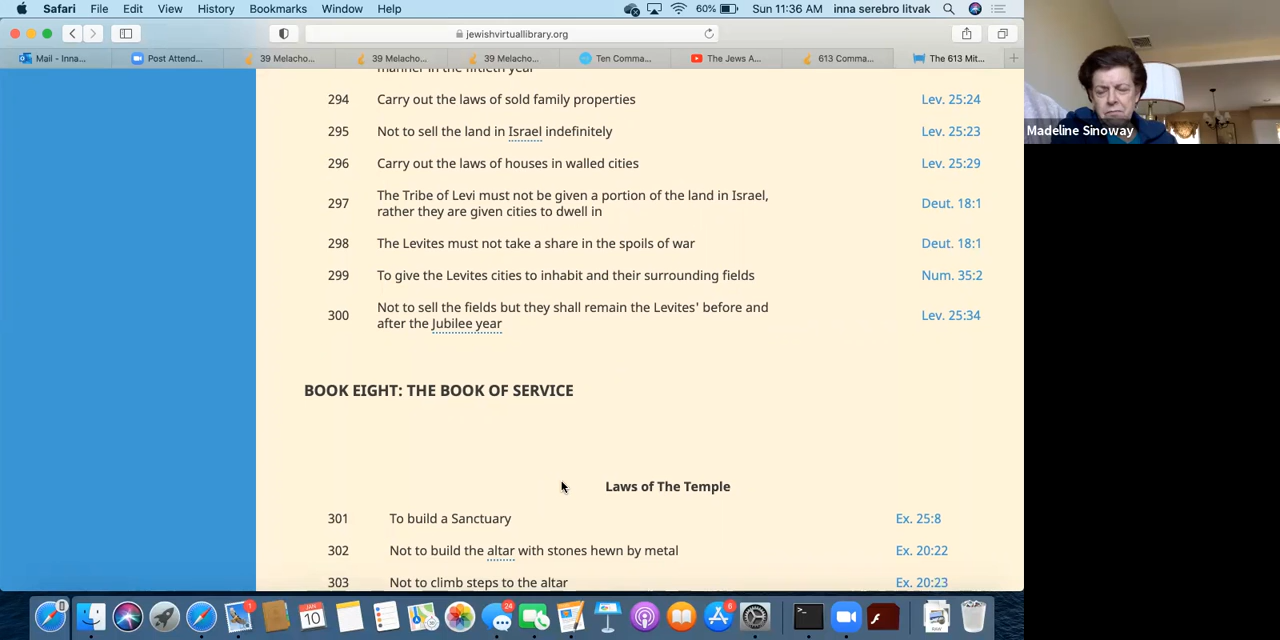 Safari File Edit View History Bookmarks Window Help 60% Sun 11:36 AM inna serebro litvak
jewishvirtuallibrary.org
Mail - Inna... Post Attend... 39 Melacho... 39 Melacho... 39 Melacho... Ten Comma... The Jews A... 613 Comma... The 613 Mit...
manner in the fiftieth year
294 Carry out the laws of sold family properties Lev. 25:24
295 Not to sell the land in Israel indefinitely Lev. 25:23
296 Carry out the laws of houses in walled cities Lev. 25:29
297 The Tribe of Levi must not be given a portion of the land in Israel, Deut. 18:1
rather they are given cities to dwell in
298 The Levites must not take a share in the spoils of war Deut. 18:1
299 To give the Levites cities to inhabit and their surrounding fields Num. 35:2
300 Not to sell the fields but they shall remain the Levites' before and Lev. 25:34
after the Jubilee year
BOOK EIGHT: THE BOOK OF SERVICE
Laws of The Temple
301 To build a Sanctuary Ex. 25:8
302 Not to build the altar with stones hewn by metal Ex. 20:22
303 Not to climb steps to the altar Ex. 20:23
Madeline Sinoway
1 JAN 10 24 6